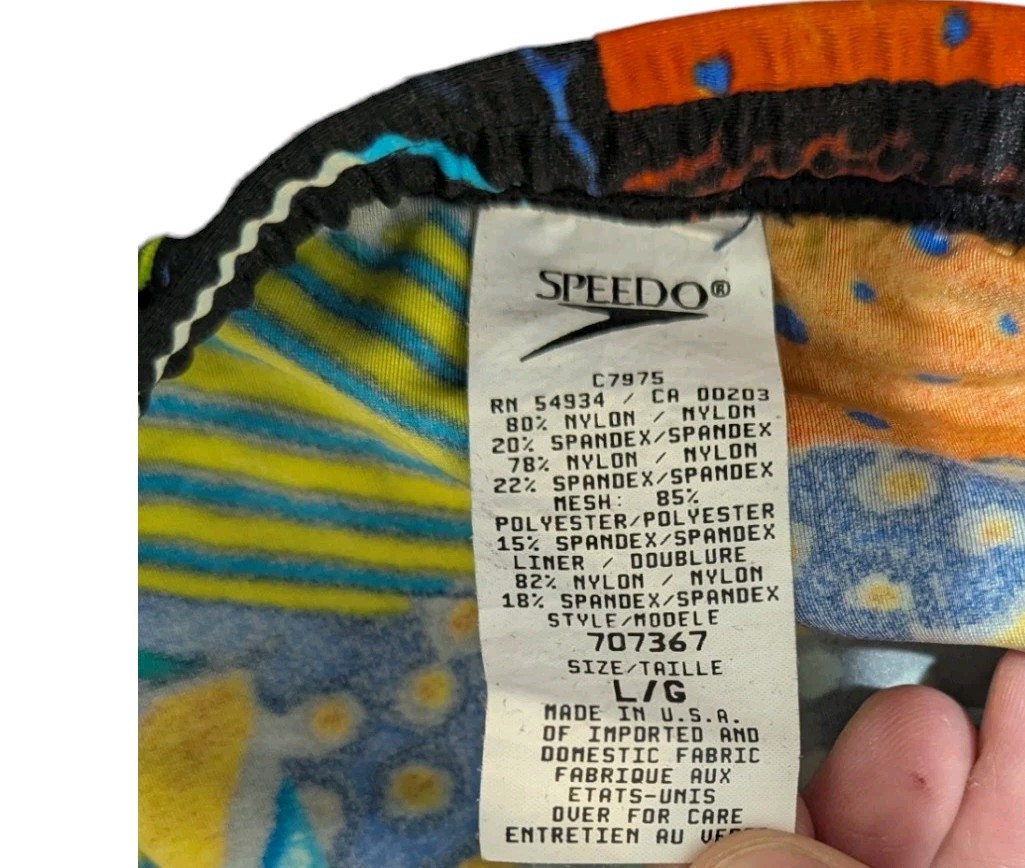 SPEEDO®
C7975
RN 54934 / CA 00203
80% NYLON / NYLON
20% SPANDEX/SPANDEX
78% NYLON / NYLON
22% SPANDEX/SPANDEX
MESH: 85%
POLYESTER/POLYESTER
15% SPANDEX/SPANDEX
LINER / DOUBLURE
82% NYLON / NYLON
18% SPANDEX/SPANDEX
STYLE/MODELE
707367
SIZE/TAILLE
L/G
MADE IN U.S.A.
OF IMPORTED AND
DOMESTIC FABRIC
FABRIQUE AUX
ETATS-UNIS
OVER FOR CARE
ENTRETIEN AU